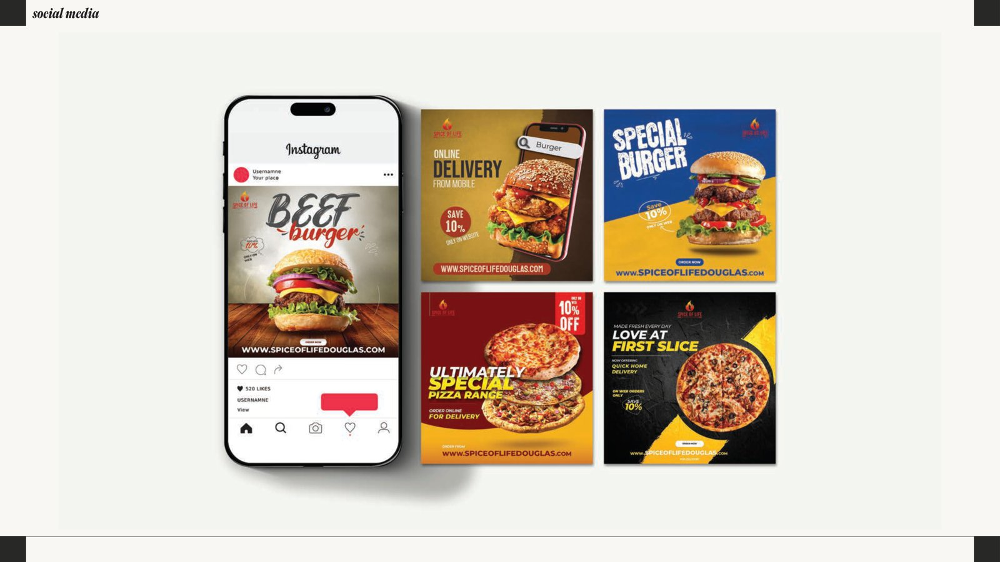 social media
Instagram
Usernamne
Your place
SPICE OF LIFE
BEEF
burger
10%
ONLY ON
WEB
ORDER NOW
WWW.SPICEOFLIFEDOUGLAS.COM
520 LIKES
USERNAMNE
View
SPICE OF LIFE
Burger
ONLINE
DELIVERY
FROM MOBILE
SAVE
10%
ONLY ON WEBSITE
WWW.SPICEOFLIFEDOUGLAS.COM
SPECIAL
BURGER
SPICE OF LIFE
Save
10%
ONLY ON WEB
ORDER NOW
WWW.SPICEOFLIFEDOUGLAS.COM
SPICE OF LIFE
ONLY ON
WEB
10%
OFF
ULTIMATELY
SPECIAL
PIZZA RANGE
ORDER ONLINE
FOR DELIVERY
ORDER FROM
WWW.SPICEOFLIFEDOUGLAS.COM
SPICE OF LIFE
MADE FRESH EVERY DAY
LOVE AT
FIRST SLICE
NOW OFFERING
QUICK HOME
DELIVERY
ON WEB ORDERS
ONLY
SAVE
10%
ORDER NOW
WWW.SPICEOFLIFEDOUGLAS.COM
FOR DELIVERY